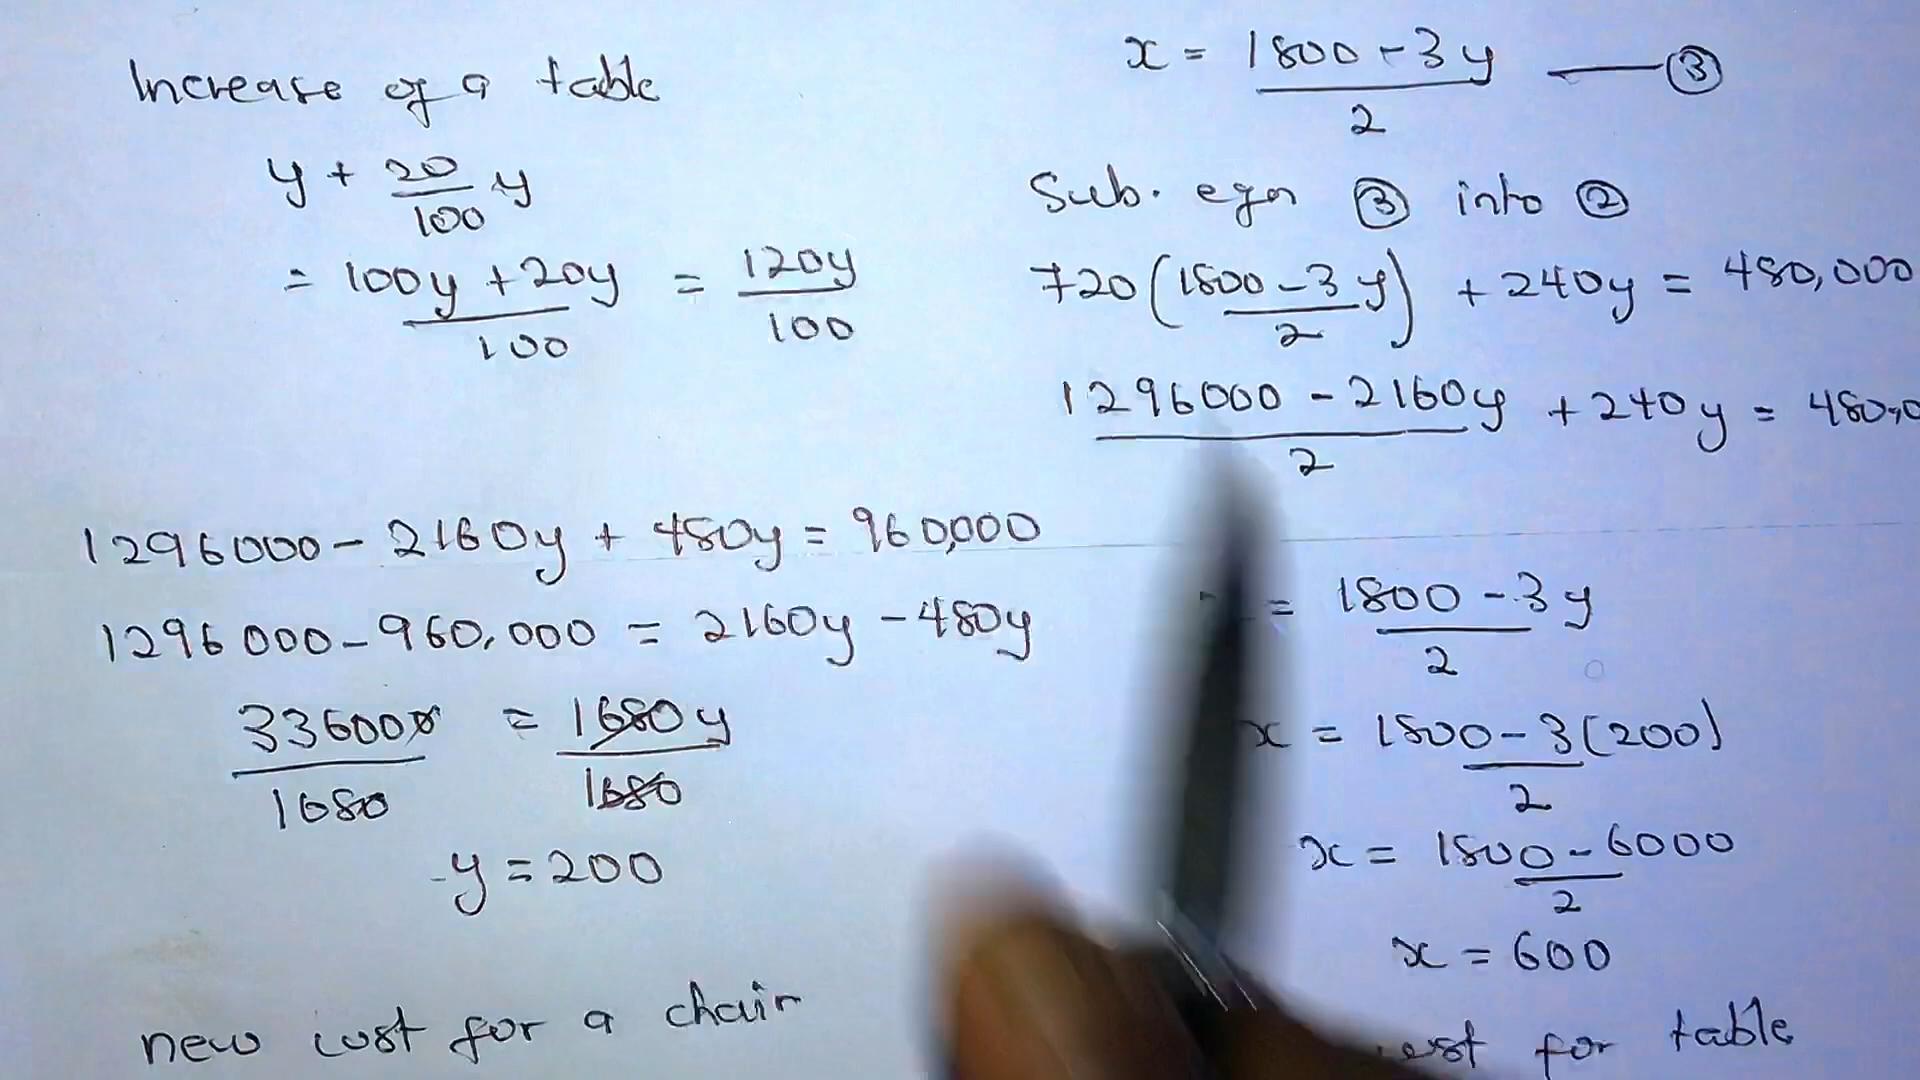 Increase of a table
y + 20/100 y
= 100y + 20y/100 = 120y/100
x = 1800 - 3y/2 — ③
Sub. eqn ③ into ②
720(1800 - 3y/2) + 240y = 480,000
1296000 - 2160y/2 + 240y = 480,0
1296000 - 2160y + 480y = 960,000
1296000 - 960,000 = 2160y - 480y
336000/1680 = 1680y/1680
y = 200
new cost for a chair
= 1800 - 3y/2
x = 1800 - 3(200)/2
x = 1800 - 6000/2
x = 600
cost for table